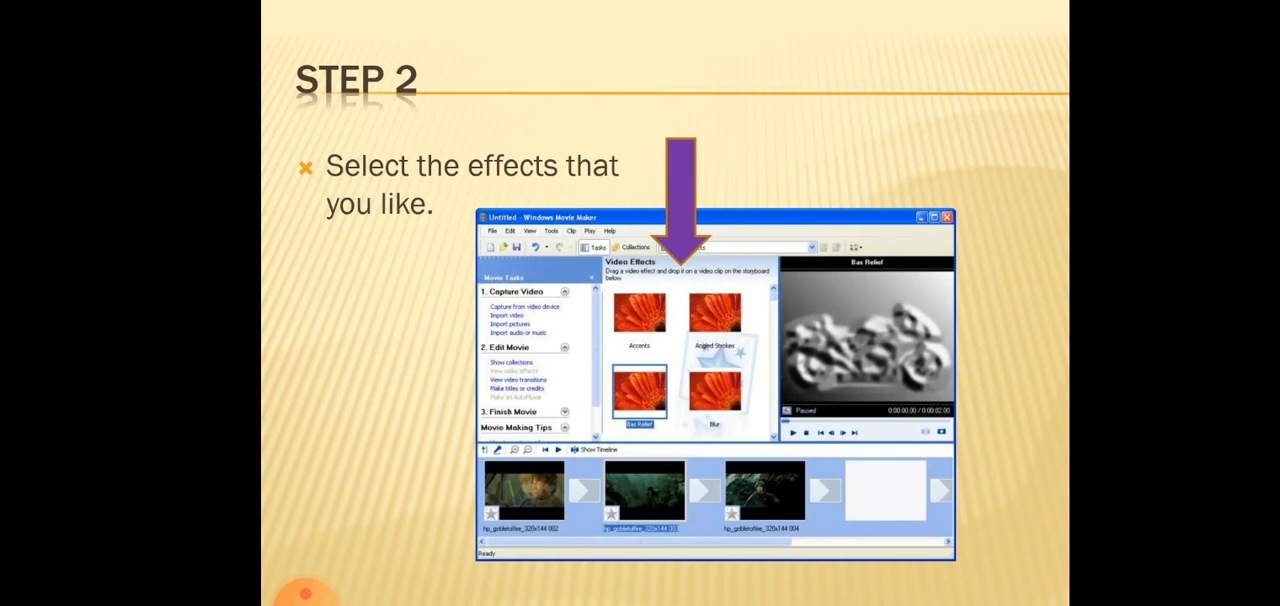 STEP 2
Select the effects that
you like.
Untitled - Windows Movie Maker
File Edit View Tools Clip Play Help
Tasks Collections
Movie Tasks
Video Effects
Drag a video effect and drop it on a video clip on the storyboard
below.
Bas Relief
1. Capture Video
Capture from video device
Import video
Import pictures
Import audio or music
2. Edit Movie
Show collections
View video effects
View video transitions
Make titles or credits
Make an AutoMovie
3. Finish Movie
Movie Making Tips
Accents Angled Strokes
Bas Relief Blur
Paused 0:00:00.00 / 0:00:02.00
Show Timeline
hp_gobletoffire_320x144 002 hp_gobletoffire_320x144 003 hp_gobletoffire_320x144 004
Ready